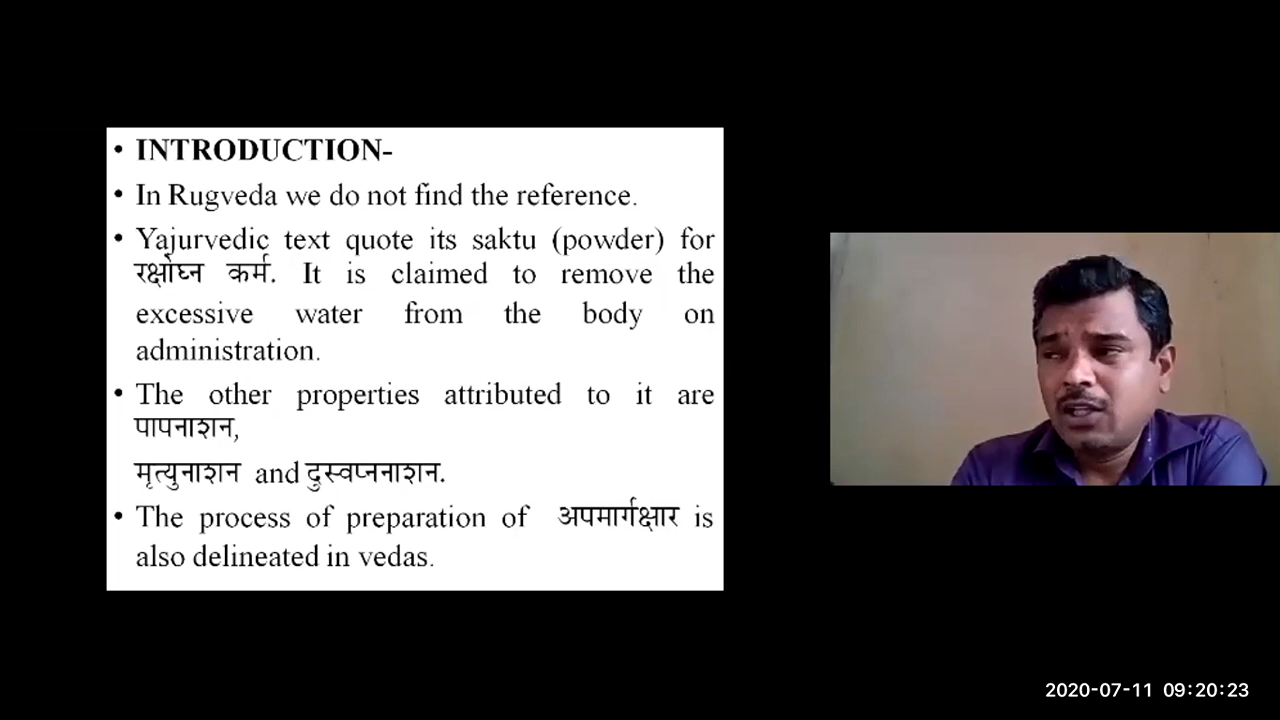 • INTRODUCTION-
• In Rugveda we do not find the reference.
• Yajurvedic text quote its saktu (powder) for
रक्षोघ्न कर्म. It is claimed to remove the
excessive water from the body on
administration.
• The other properties attributed to it are
पापनाशन,
मृत्युनाशन and दुस्वप्ननाशन.
• The process of preparation of अपमार्गक्षार is
also delineated in vedas.
2020-07-11 09:20:23